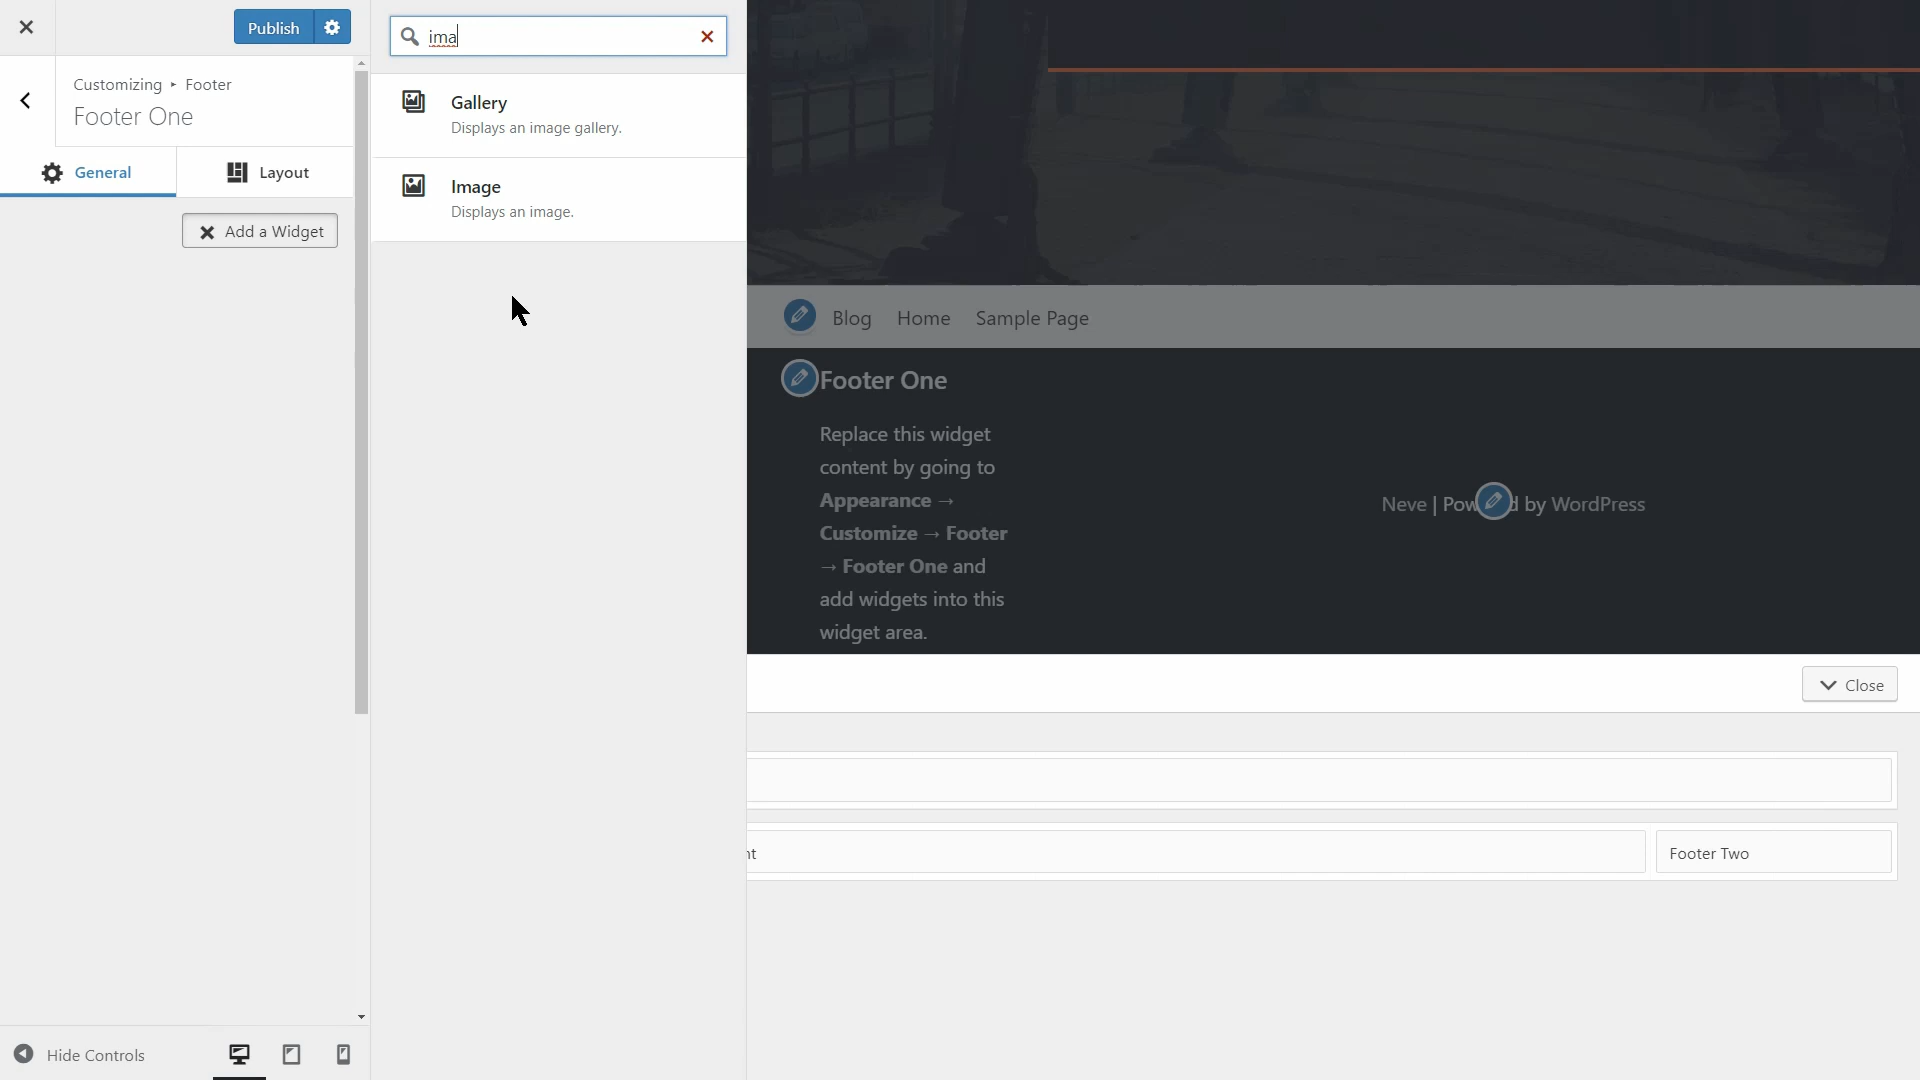 Publish
Customizing ▸ Footer
Footer One
General
Layout
Add a Widget
Hide Controls
ima
Gallery
Displays an image gallery.
Image
Displays an image.
Blog Home Sample Page
Footer One
Replace this widget
content by going to
Appearance →
Customize → Footer
→ Footer One and
add widgets into this
widget area.
Neve | Pow d by WordPress
Close
nt
Footer Two